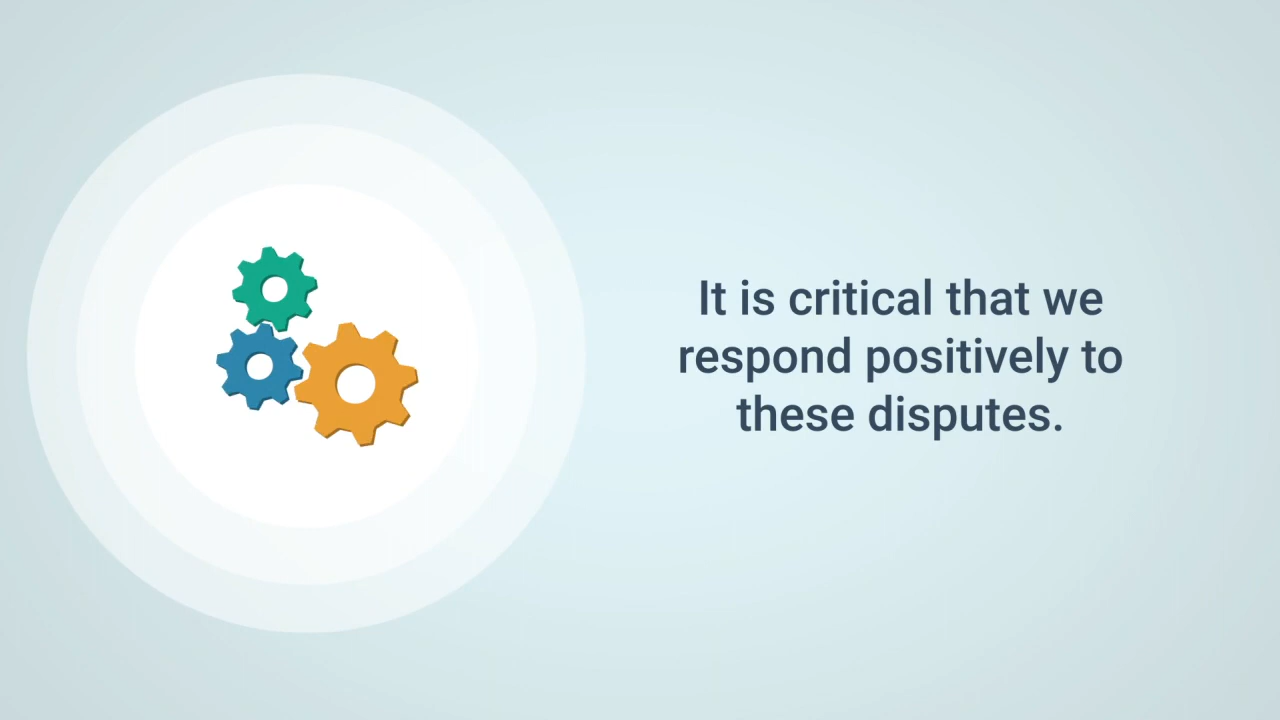 It is critical that we
respond positively to
these disputes.